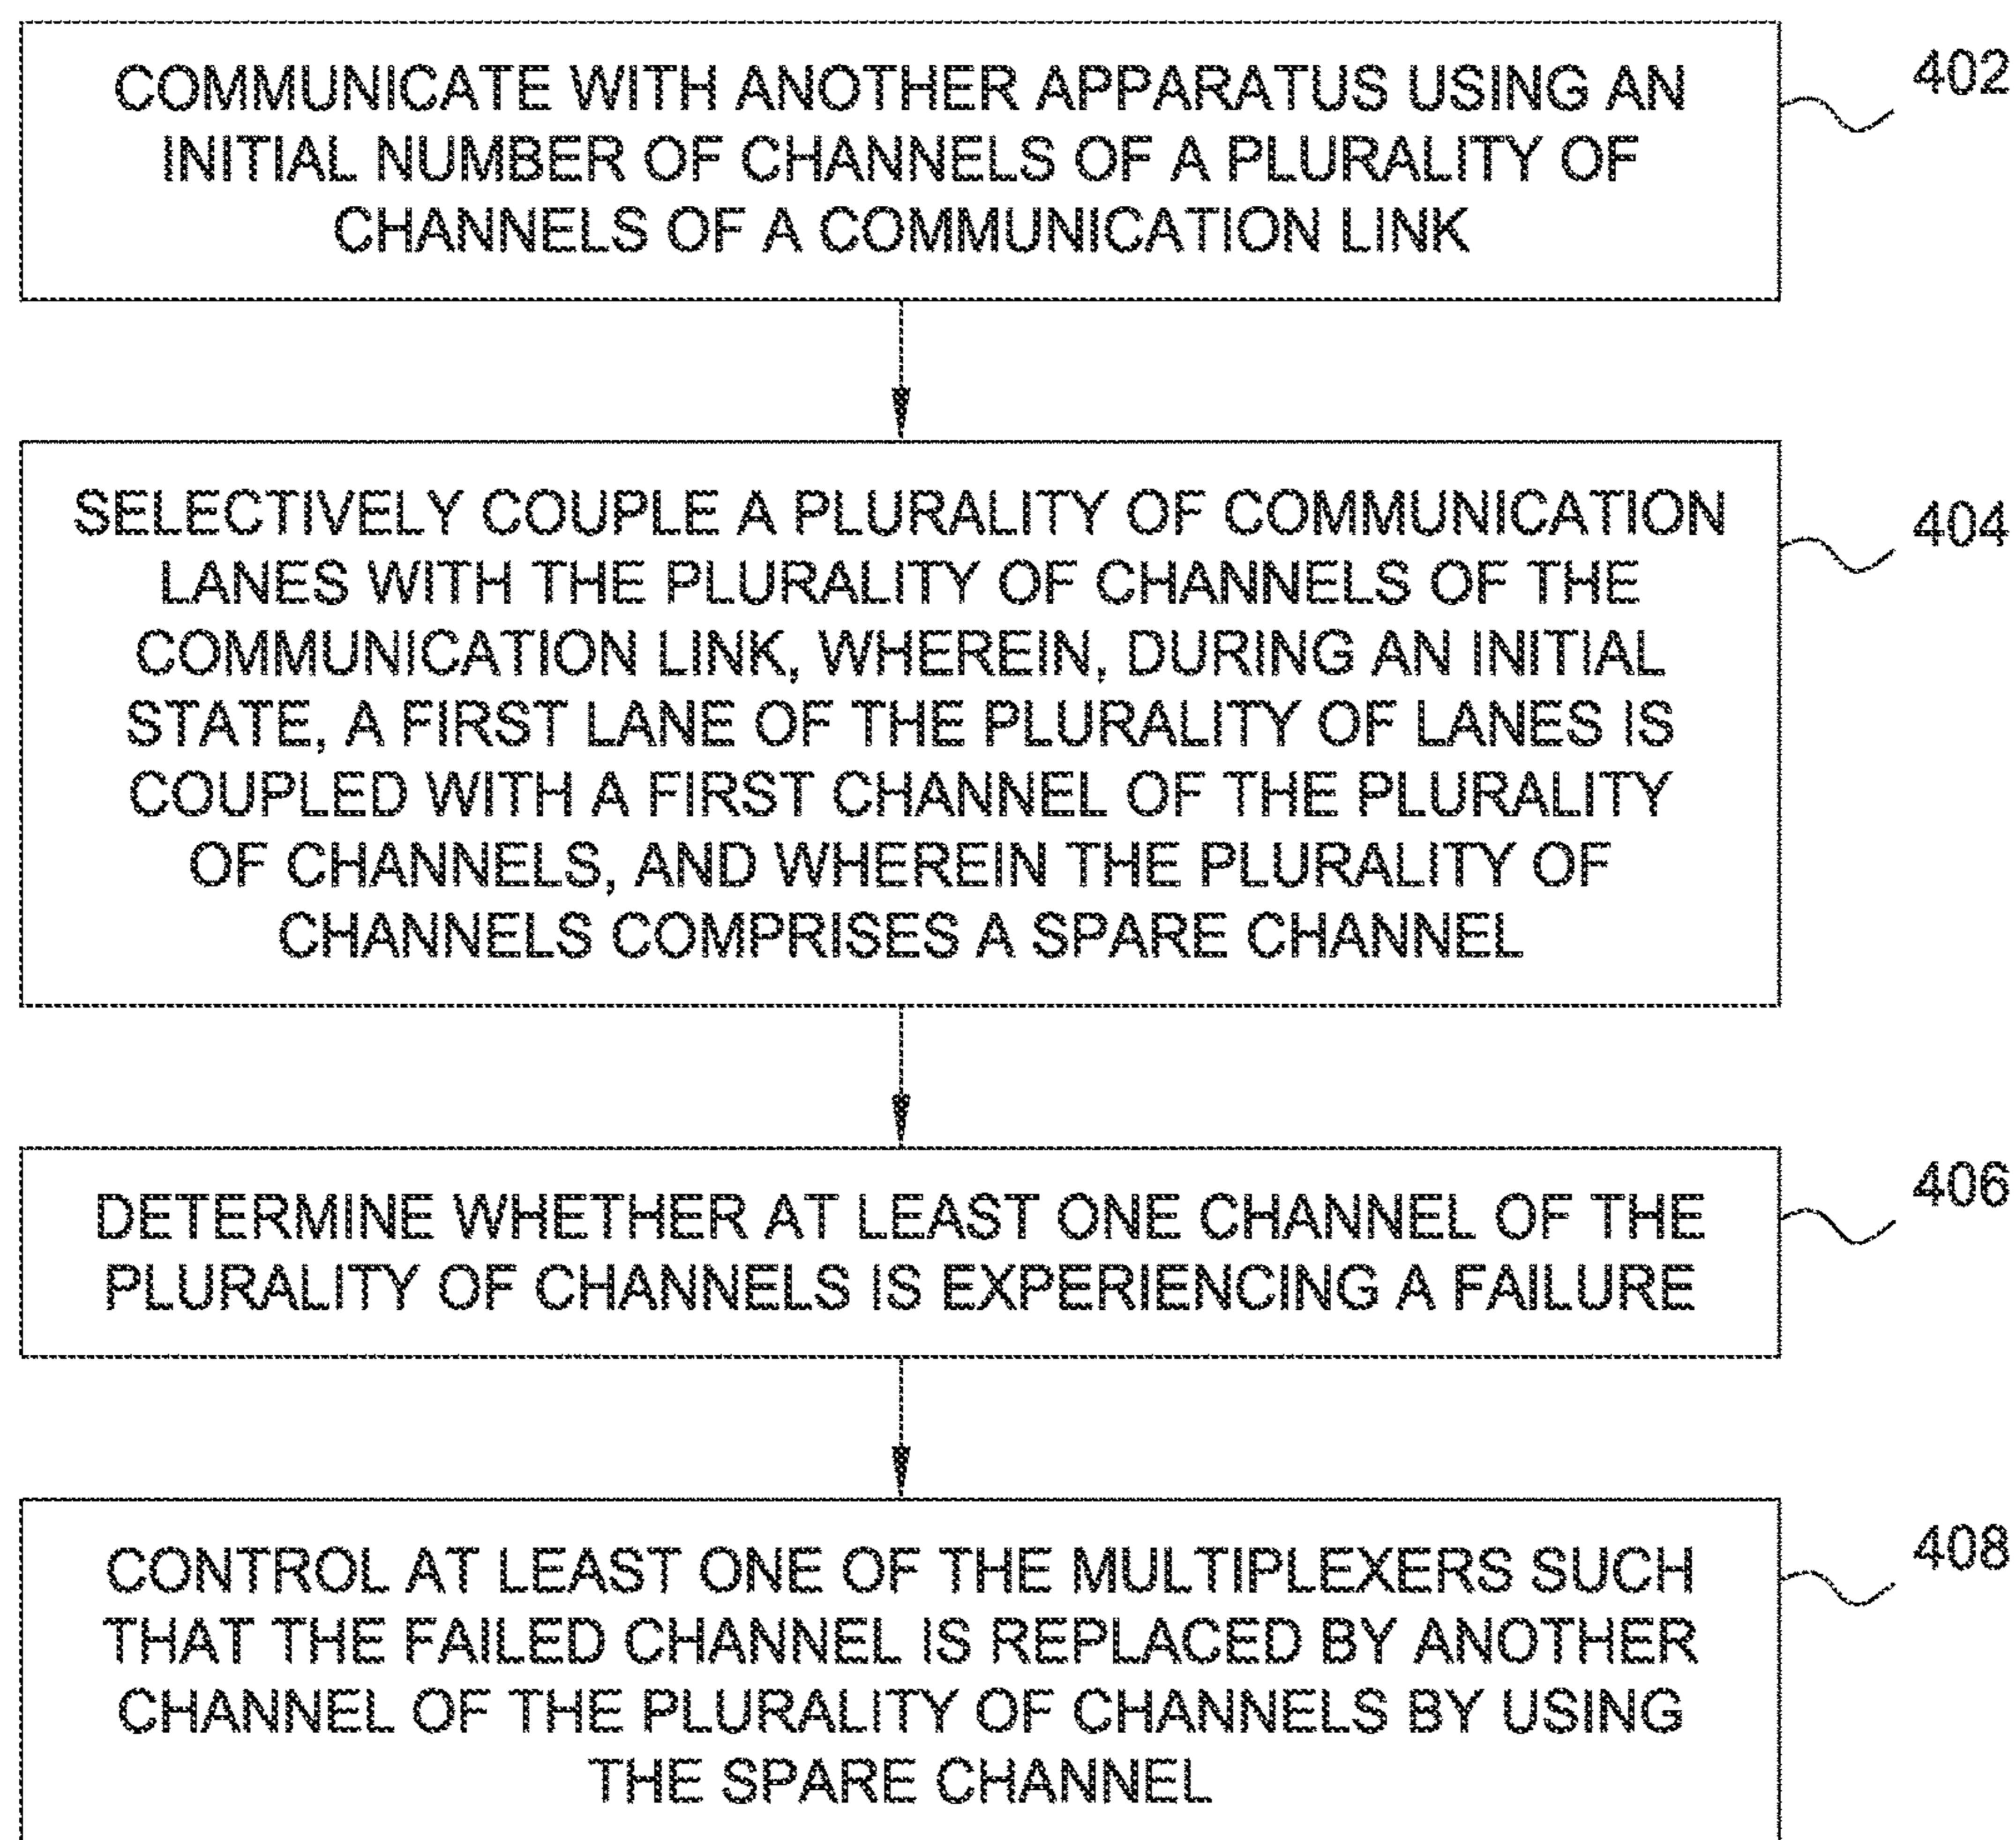 COMMUNICATE WITH ANOTHER APPARATUS USING AN
INITIAL NUMBER OF CHANNELS OF A PLURALITY OF
CHANNELS OF A COMMUNICATION LINK
402
SELECTIVELY COUPLE A PLURALITY OF COMMUNICATION
LANES WITH THE PLURALITY OF CHANNELS OF THE
COMMUNICATION LINK, WHEREIN, DURING AN INITIAL
STATE, A FIRST LANE OF THE PLURALITY OF LANES IS
COUPLED WITH A FIRST CHANNEL OF THE PLURALITY
OF CHANNELS, AND WHEREIN THE PLURALITY OF
CHANNELS COMPRISES A SPARE CHANNEL
404
DETERMINE WHETHER AT LEAST ONE CHANNEL OF THE
PLURALITY OF CHANNELS IS EXPERIENCING A FAILURE
406
CONTROL AT LEAST ONE OF THE MULTIPLEXERS SUCH
THAT THE FAILED CHANNEL IS REPLACED BY ANOTHER
CHANNEL OF THE PLURALITY OF CHANNELS BY USING
THE SPARE CHANNEL
408